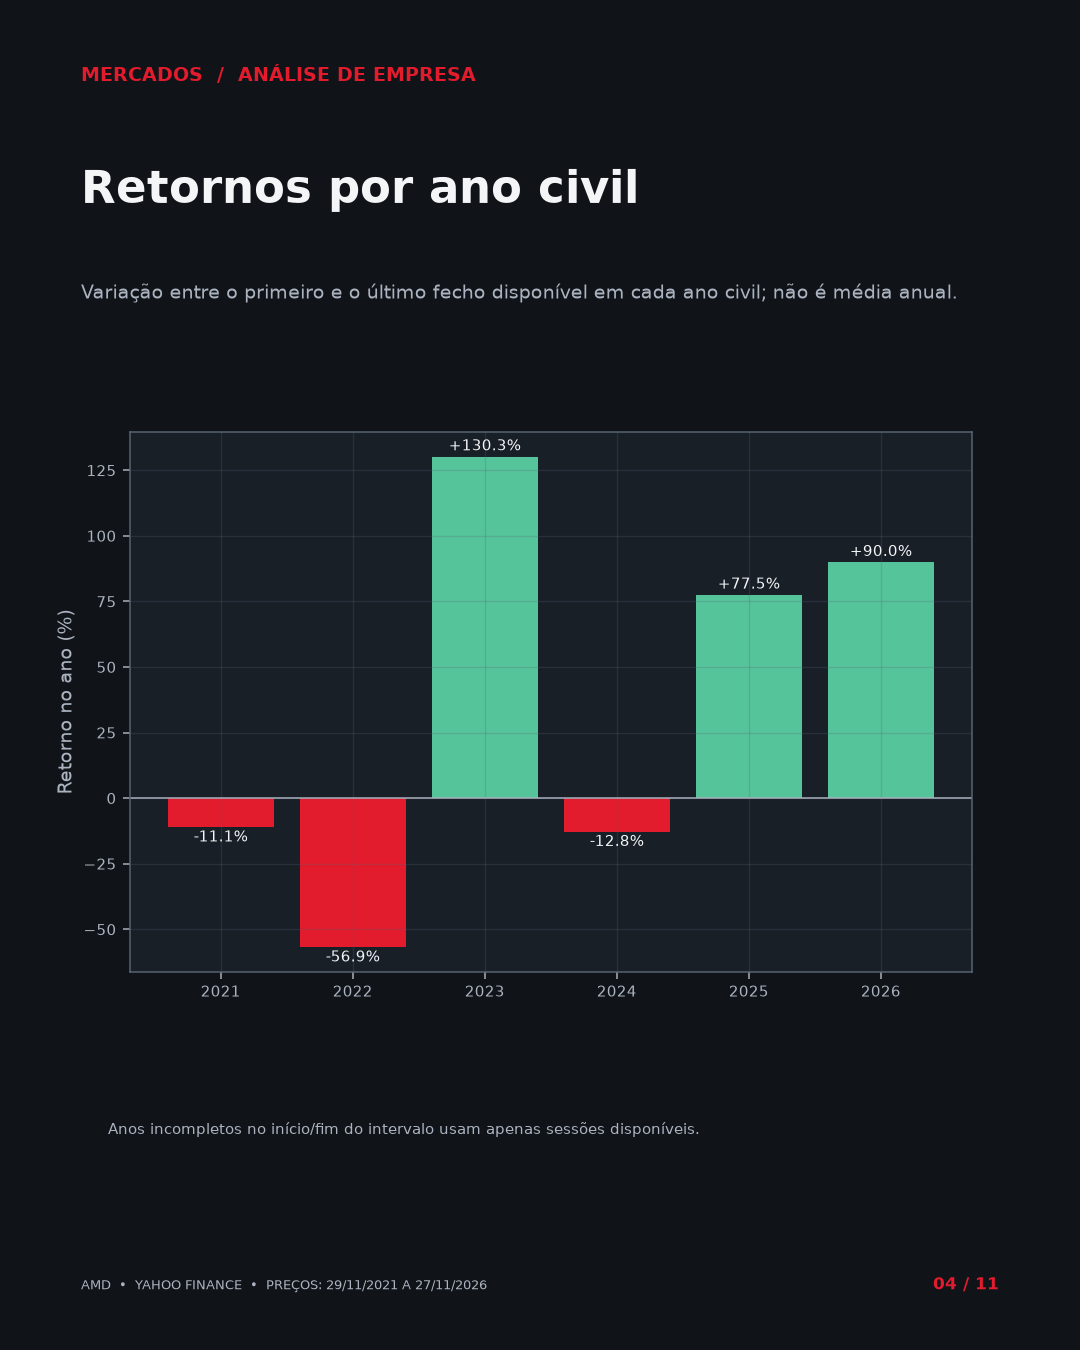 MERCADOS / ANÁLISE DE EMPRESA
Retornos por ano civil
Variação entre o primeiro e o último fecho disponível em cada ano civil; não é média anual.
Retorno no ano (%)
125
100
75
50
25
0
−25
−50
-11.1%
-56.9%
+130.3%
-12.8%
+77.5%
+90.0%
2021
2022
2023
2024
2025
2026
Anos incompletos no início/fim do intervalo usam apenas sessões disponíveis.
AMD • YAHOO FINANCE • PREÇOS: 29/11/2021 A 27/11/2026
04 / 11